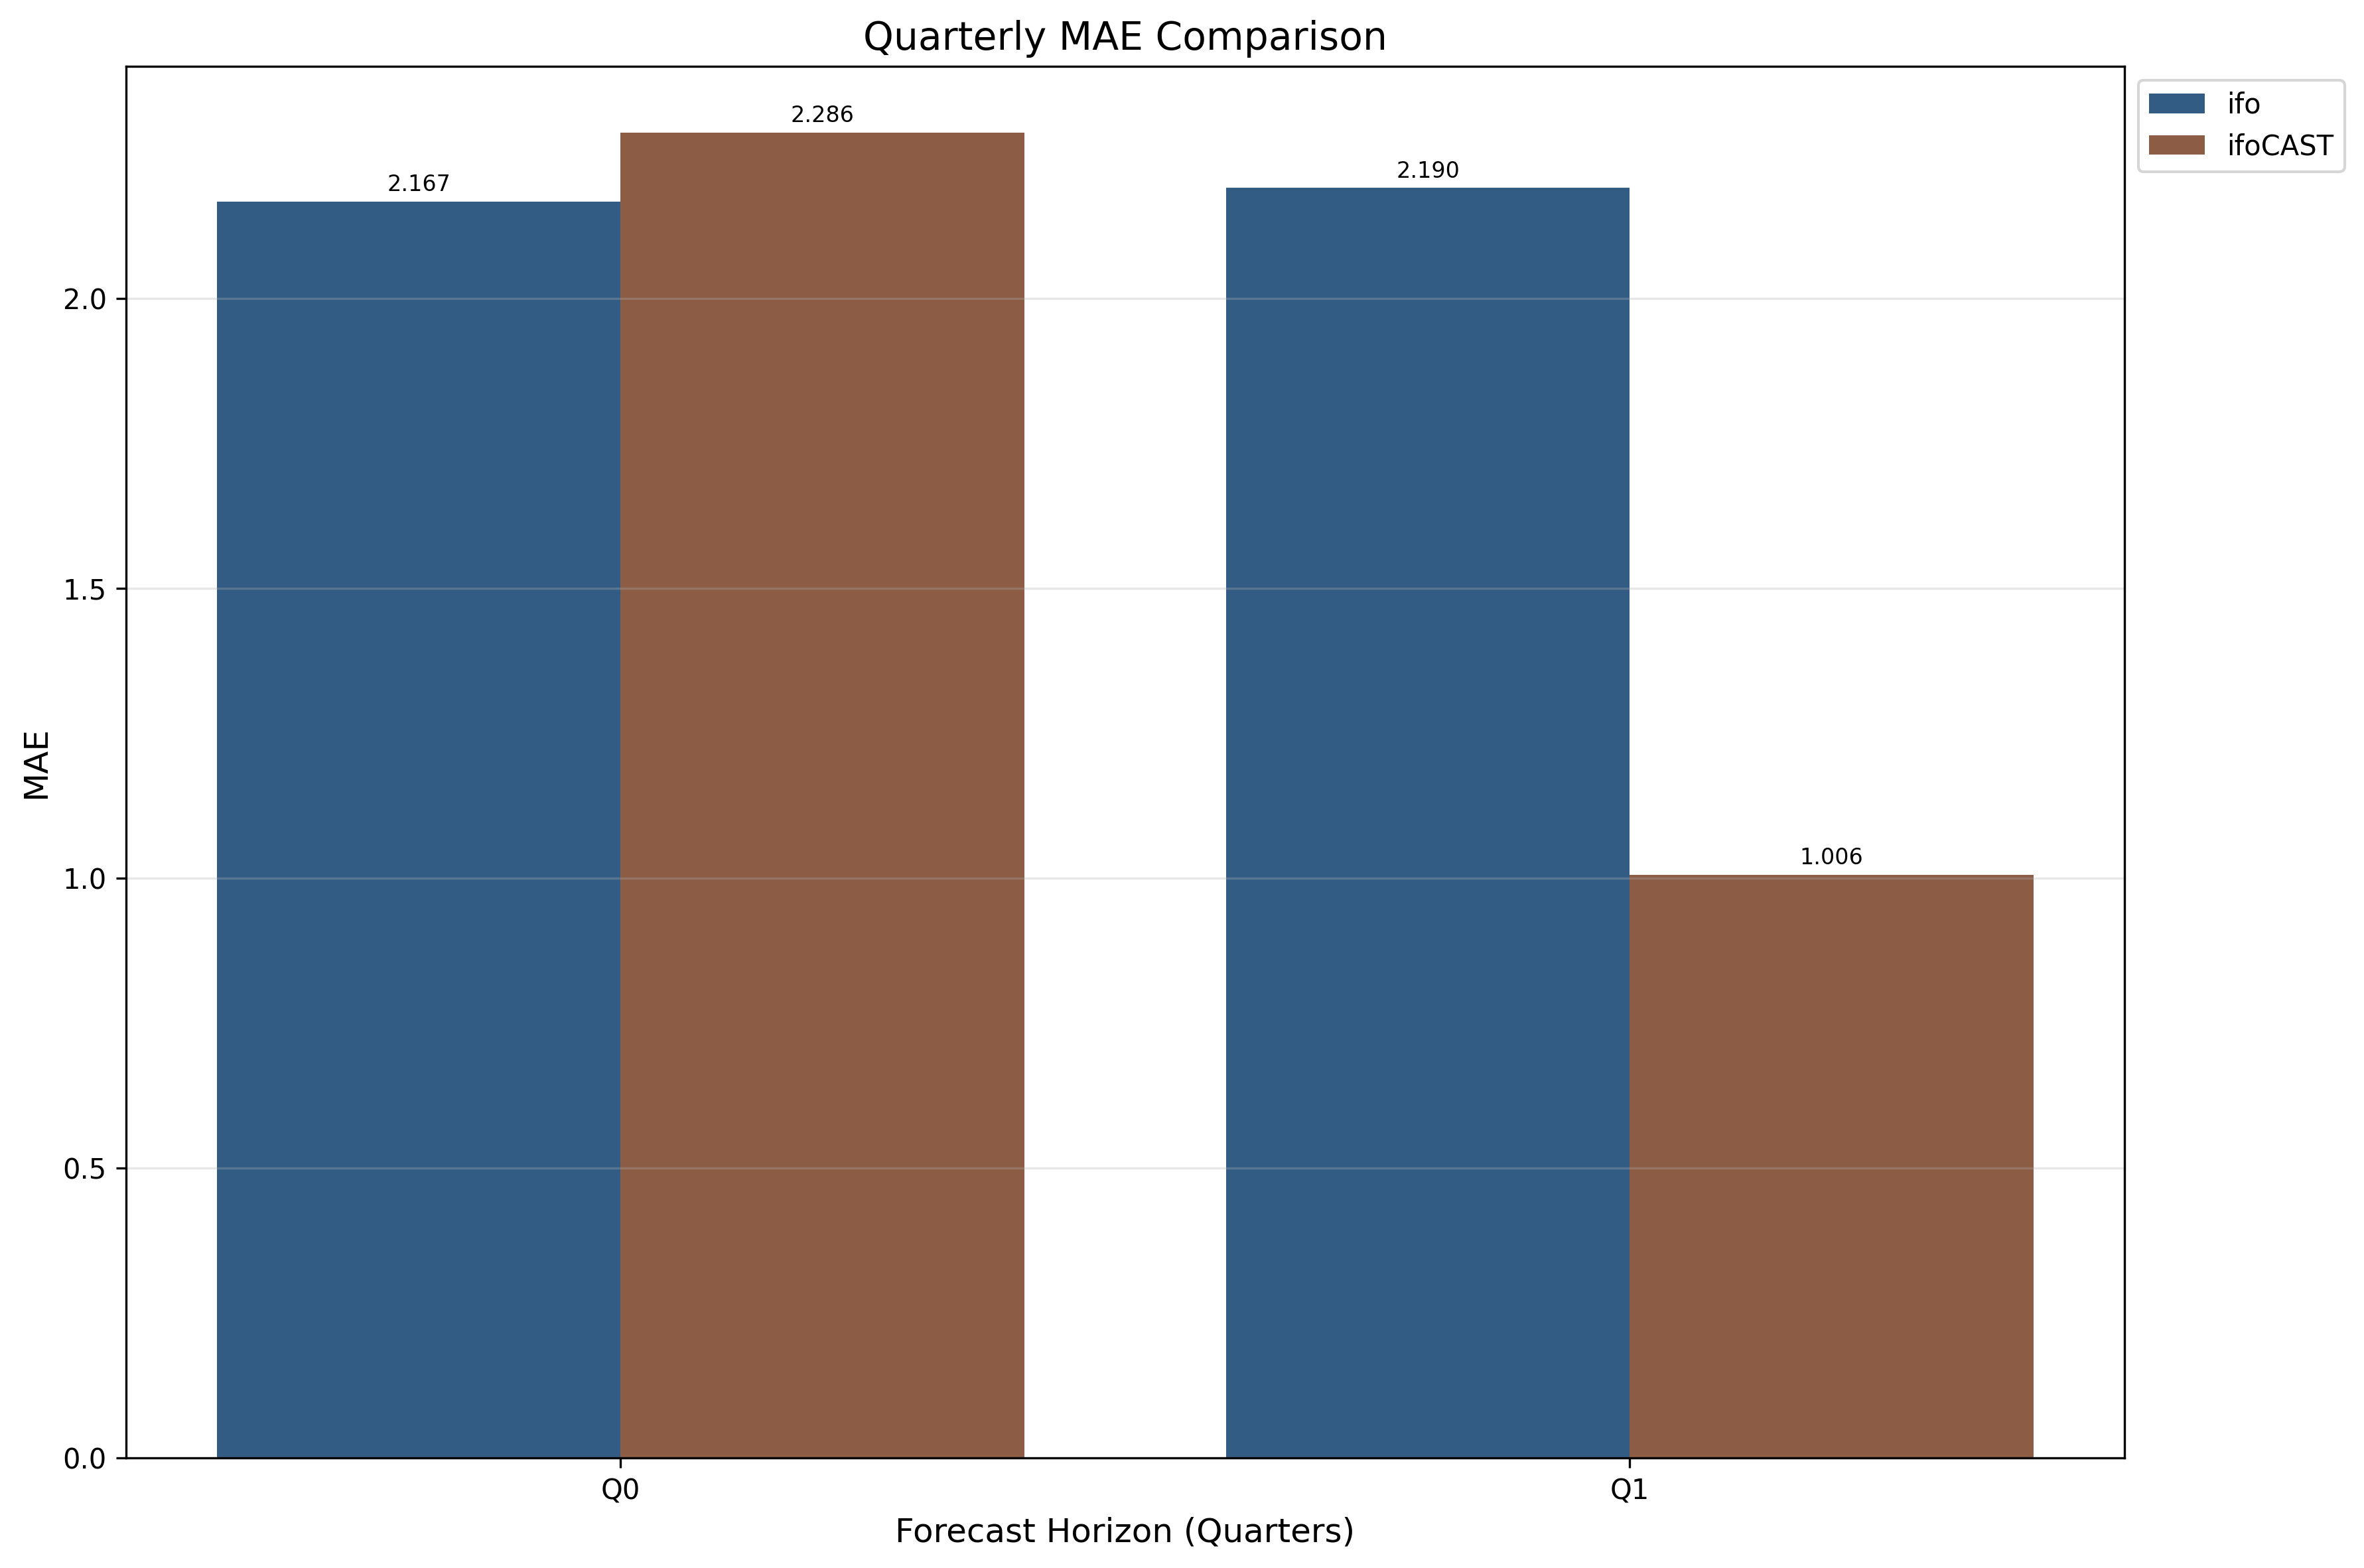 Quarterly MAE Comparison
ifo
ifoCAST
2.286
2.167
2.190
1.006
MAE
2.0
1.5
1.0
0.5
0.0
Q0
Q1
Forecast Horizon (Quarters)